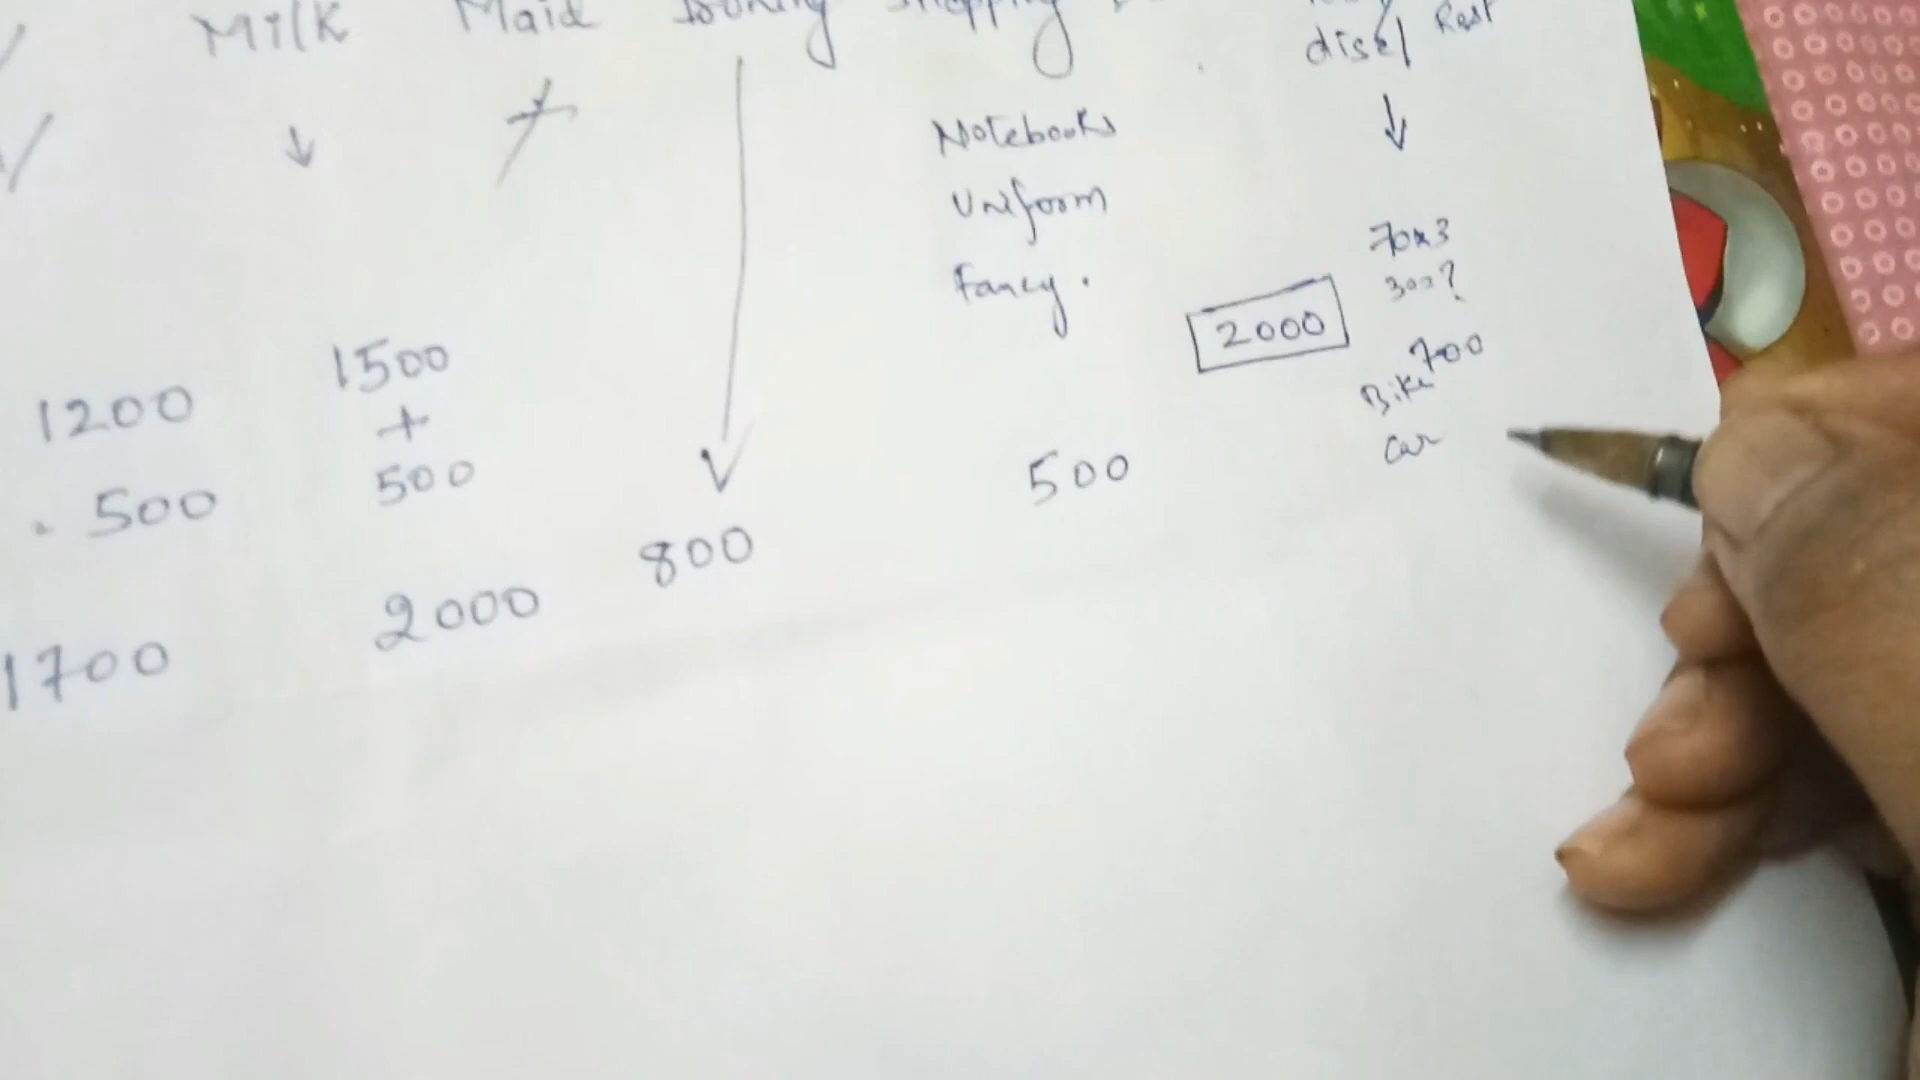 Milk Maid
disel Rest
Notebooks
Uniform
Fancy.
70x3
300?
2000
Bike 700
Car
1200
1500
+
500
500
500
800
2000
1700